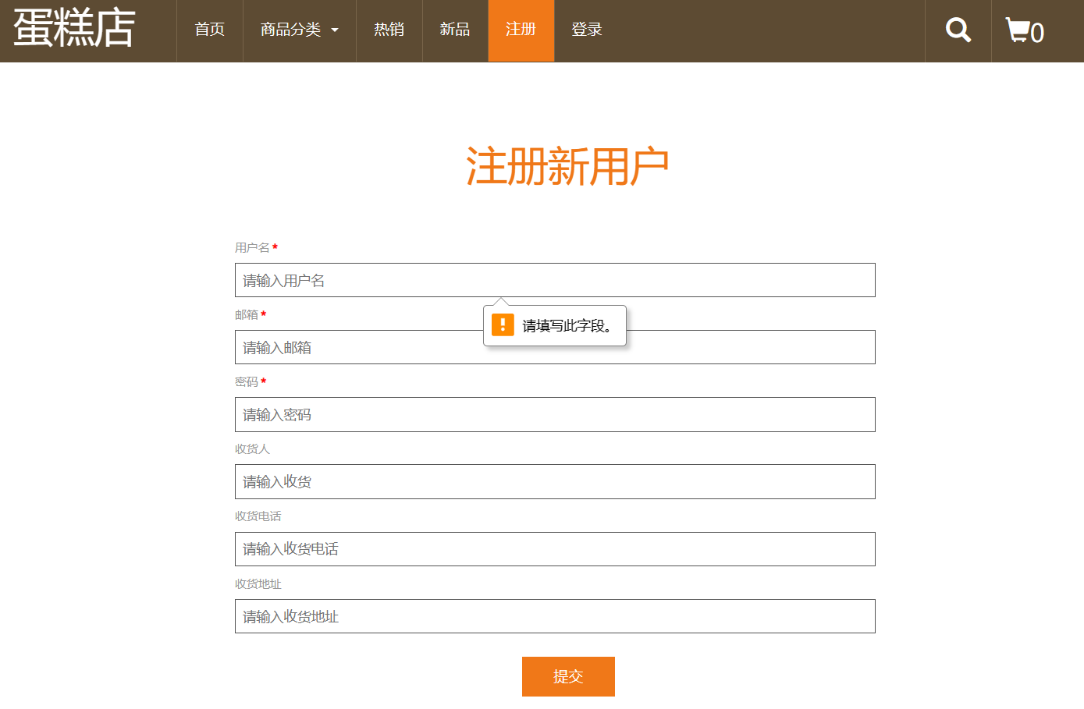 蛋糕店 首页 商品分类 热销 新品 注册 登录 0
注册新用户
用户名*
请输入用户名
请填写此字段。
邮箱*
请输入邮箱
密码*
请输入密码
收货人
请输入收货
收货电话
请输入收货电话
收货地址
请输入收货地址
提交